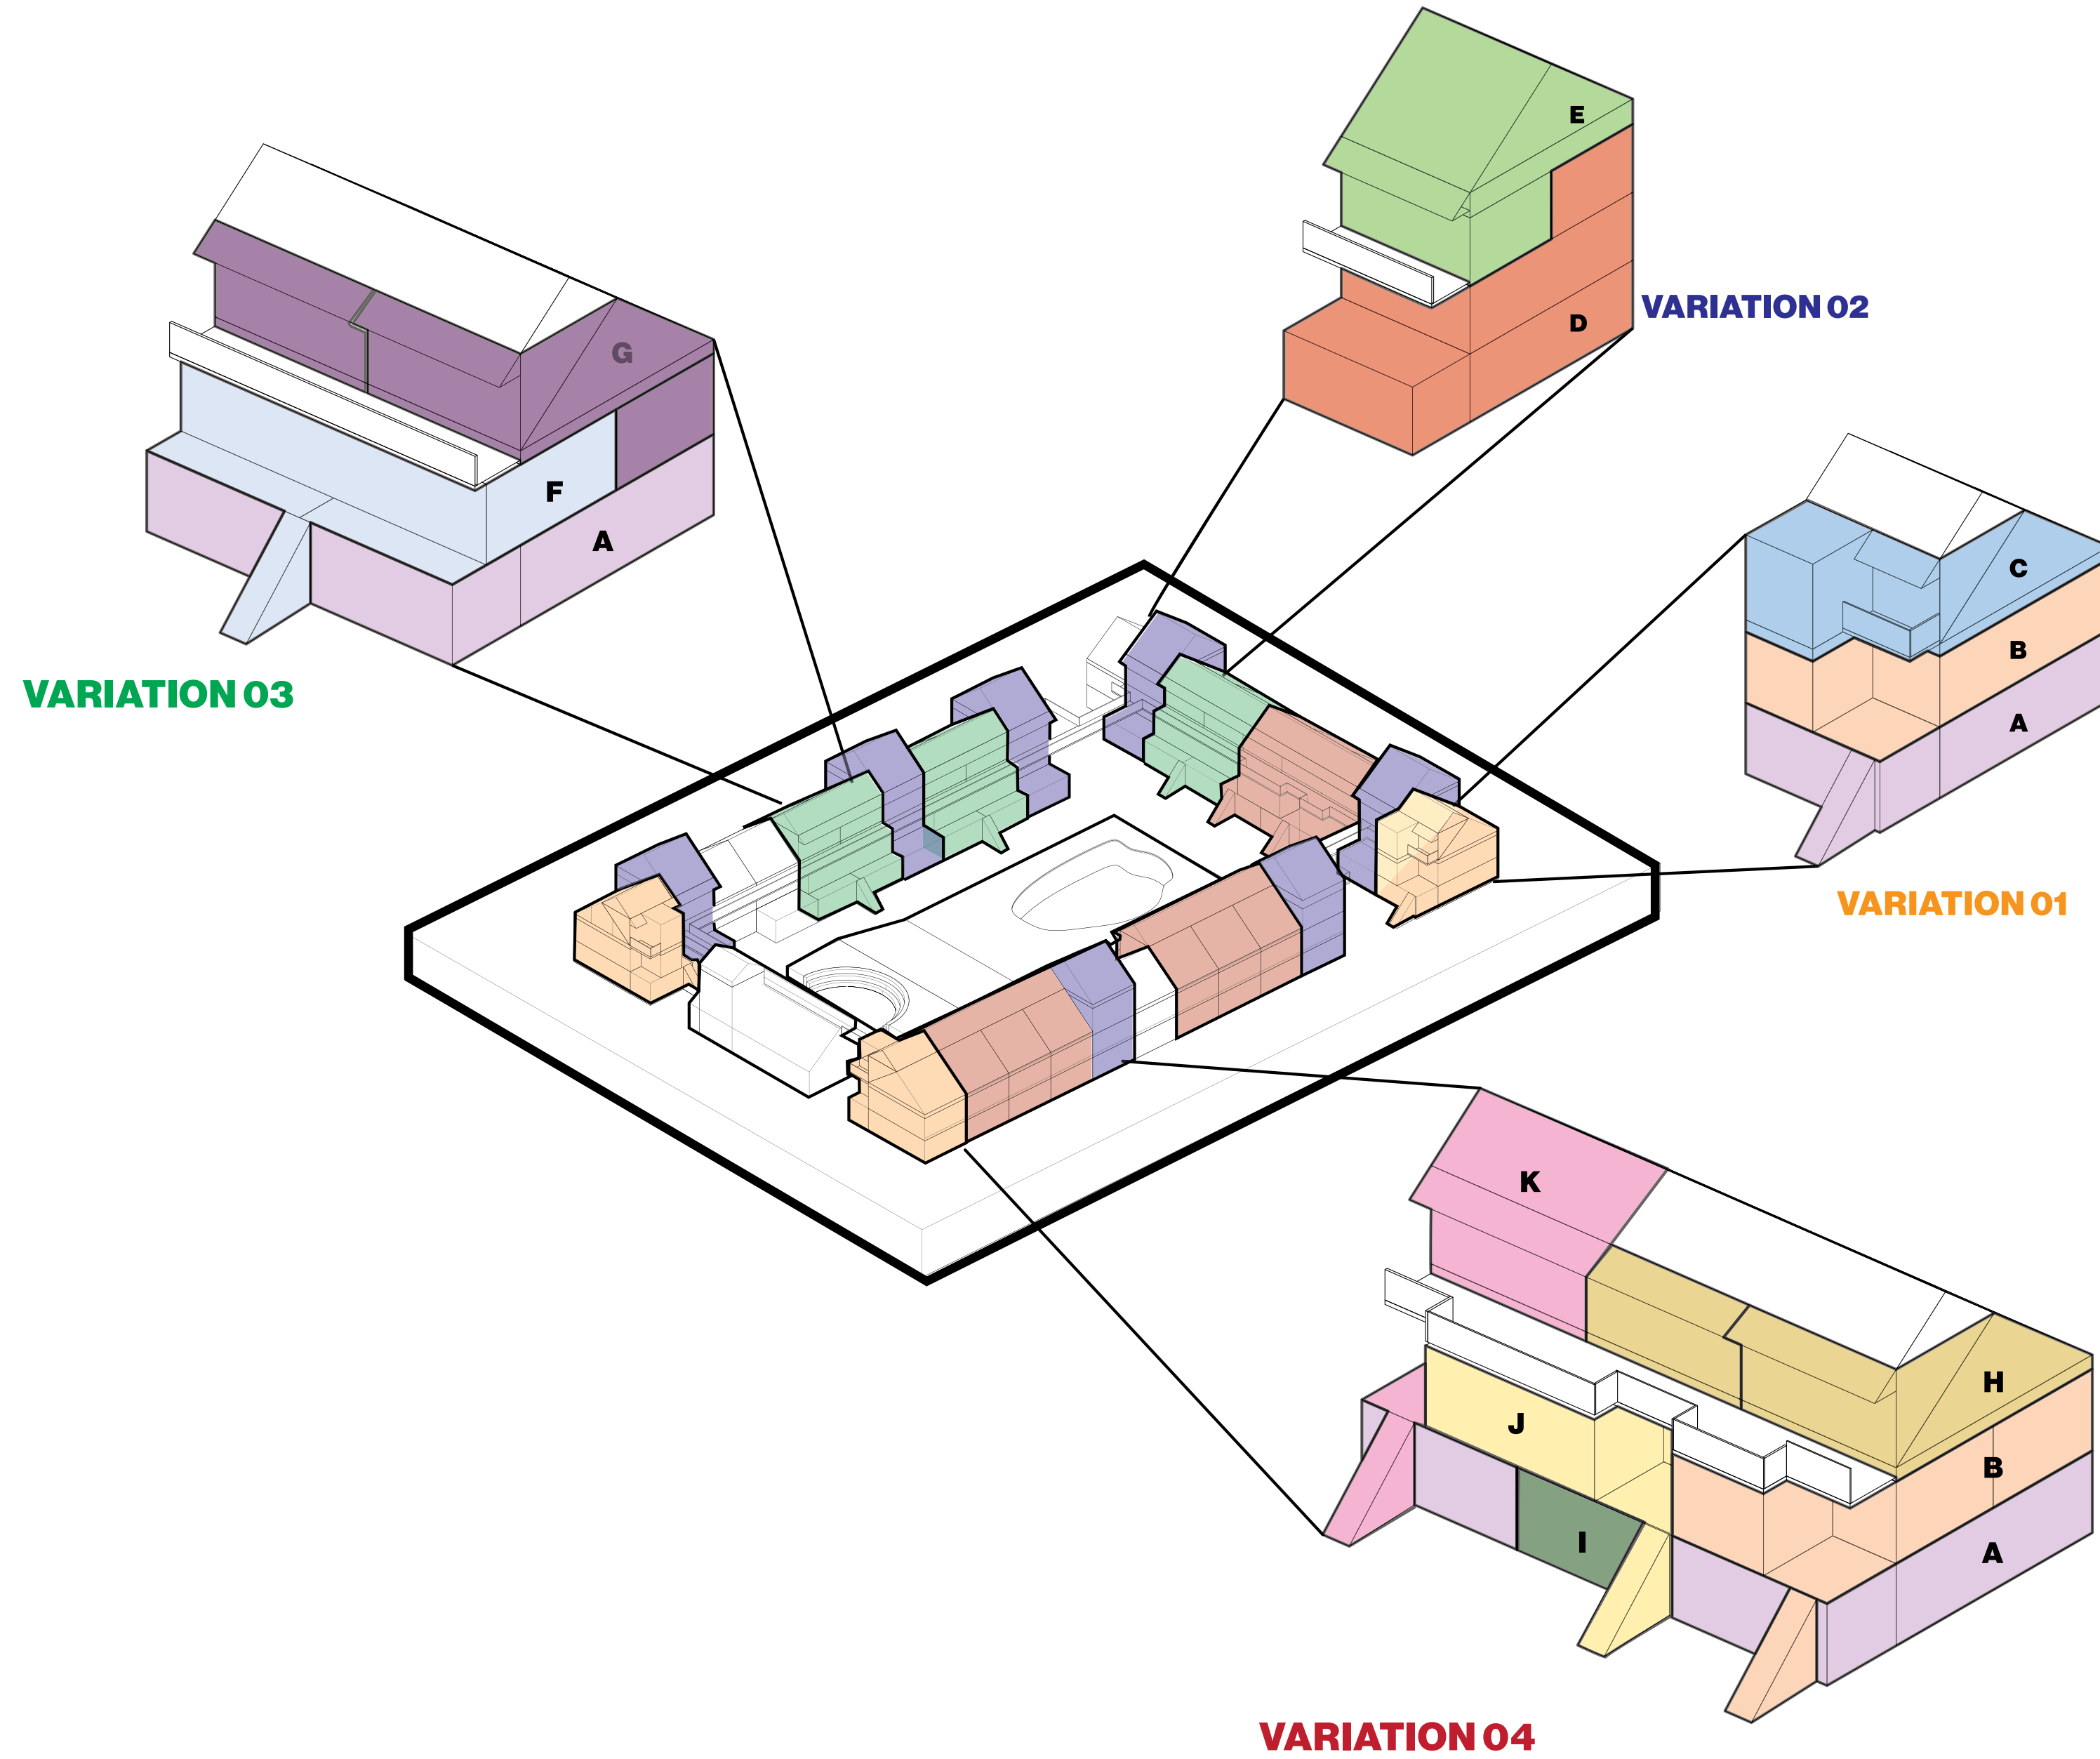 E
D
VARIATION 02
G
F
A
VARIATION 03
C
B
A
VARIATION 01
K
J
H
B
I
A
VARIATION 04